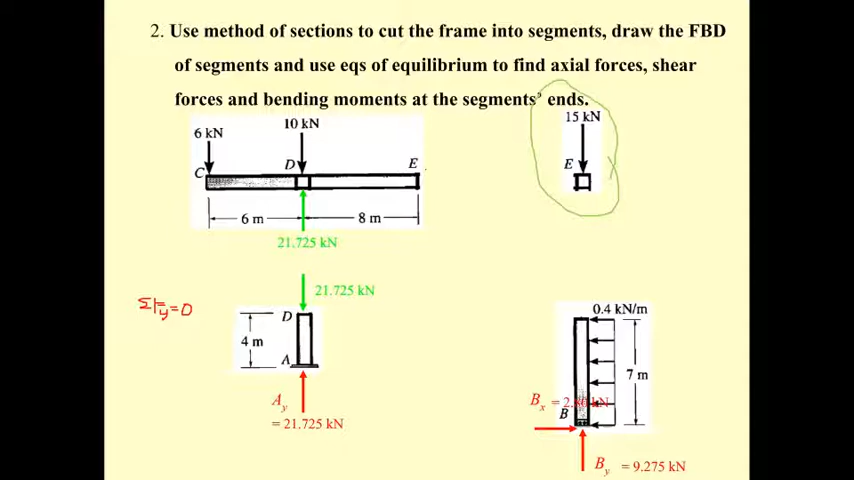 2. Use method of sections to cut the frame into segments, draw the FBD
of segments and use eqs of equilibrium to find axial forces, shear
forces and bending moments at the segments' ends.
6 kN
10 kN
C
D
E
6 m
8 m
21.725 kN
15 kN
E
ΣFy=0
21.725 kN
D
4 m
A
Ay
= 21.725 kN
0.4 kN/m
7 m
Bx = 2.80 kN
B
By = 9.275 kN